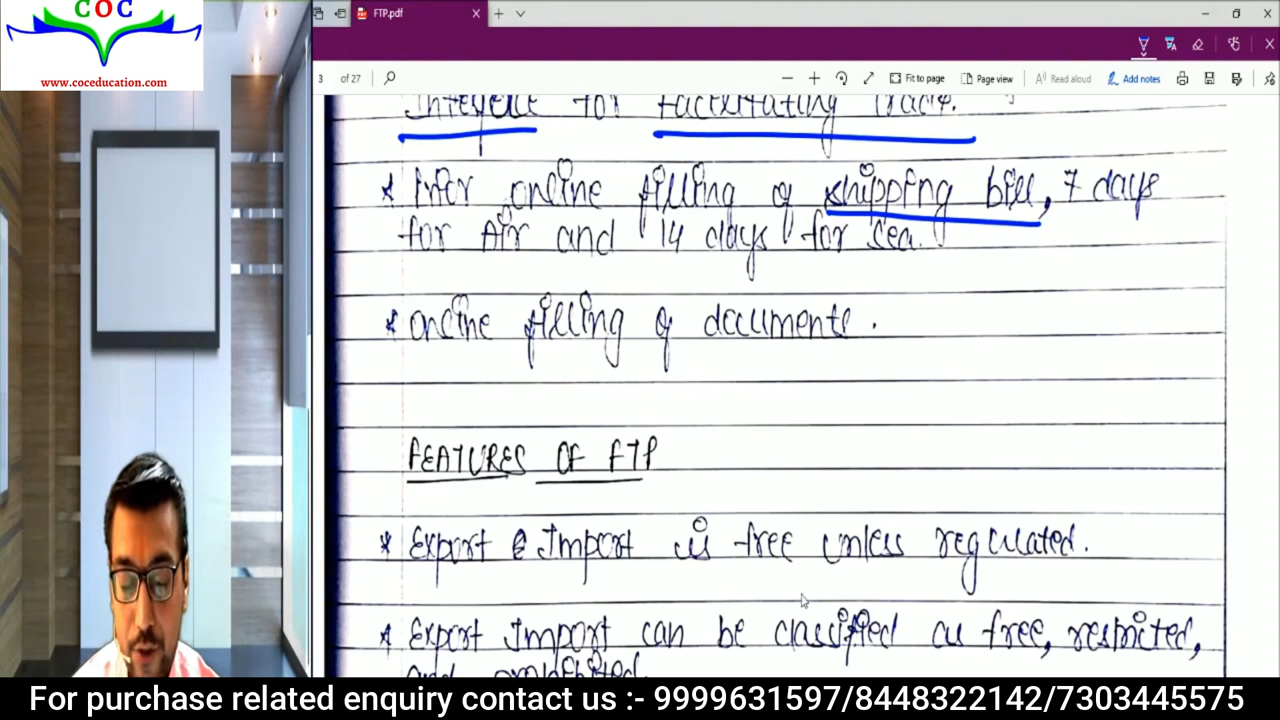 COC
www.coceducation.com
FTP.pdf
3 of 27
Fit to page
Page view
Read aloud
Add notes
for facilitating trade.
* Prior online filling of shipping bill, 7 days
for Air and 14 days for sea.
* online filling of documents.
FEATURES OF FTP
* Export & Import is free unless regulated.
* Export Import can be classified as free, restricted,
and prohibited.
For purchase related enquiry contact us :- 9999631597/8448322142/7303445575